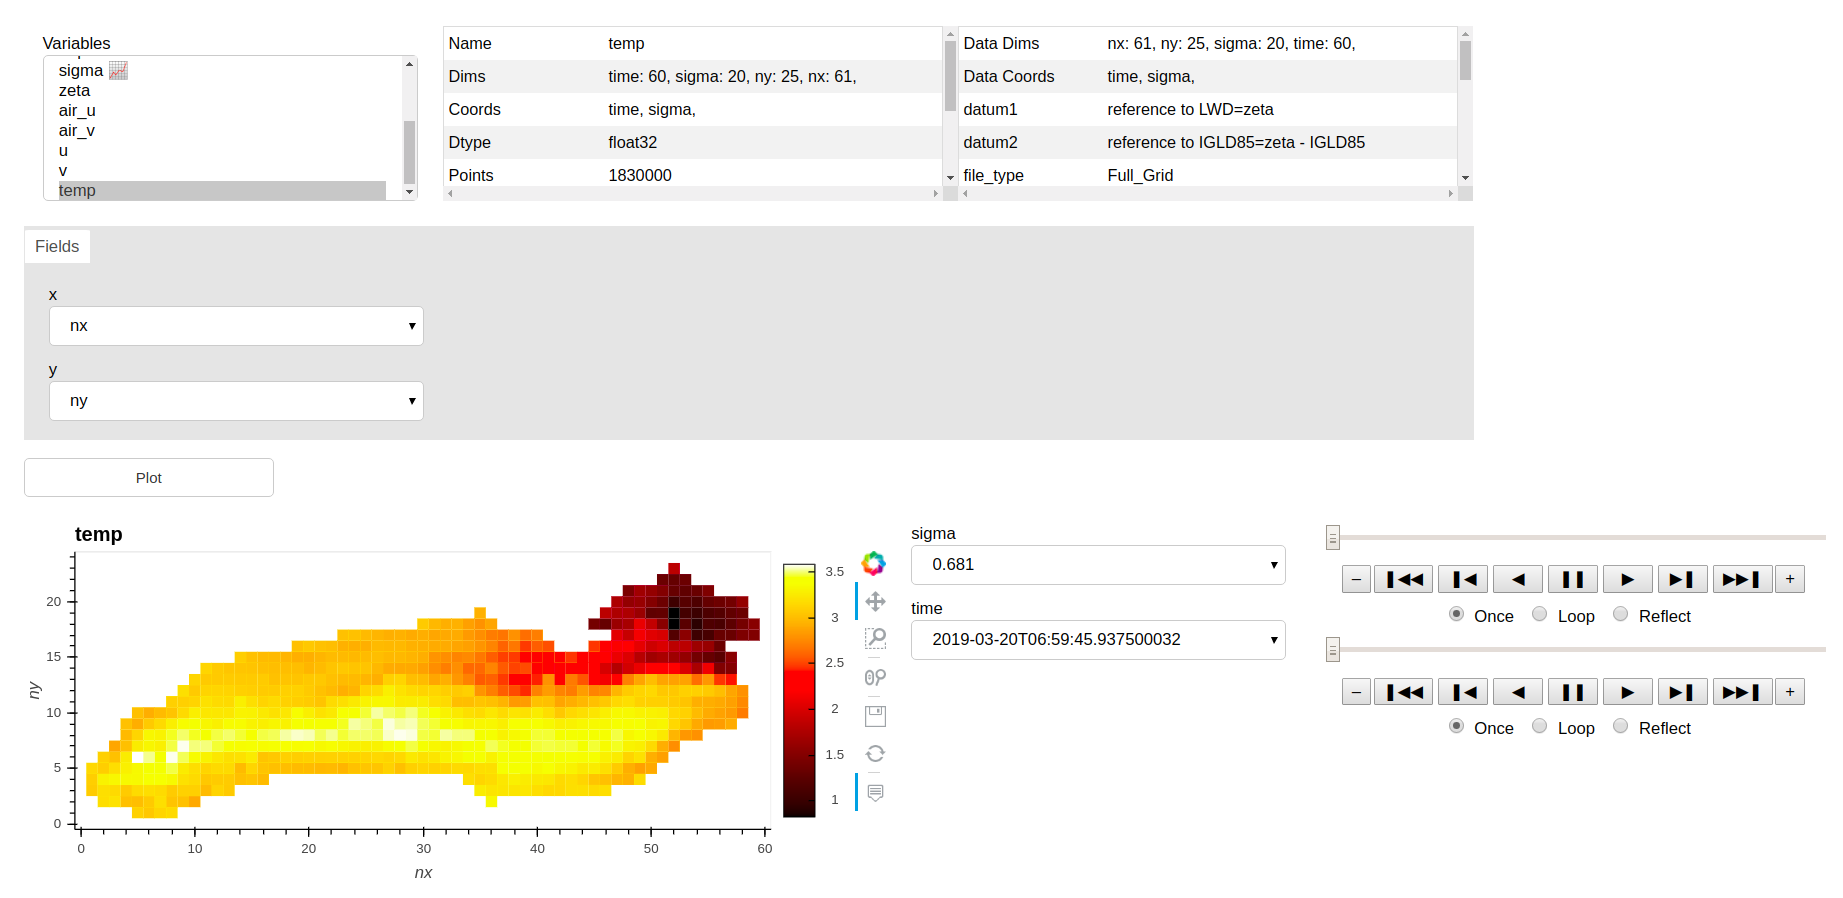 Variables
sigma
zeta
air_u
air_v
u
v
temp
Name temp
Dims time: 60, sigma: 20, ny: 25, nx: 61,
Coords time, sigma,
Dtype float32
Points 1830000
Data Dims nx: 61, ny: 25, sigma: 20, time: 60,
Data Coords time, sigma,
datum1 reference to LWD=zeta
datum2 reference to IGLD85=zeta - IGLD85
file_type Full_Grid
Fields
x
nx
y
ny
Plot
temp
ny
20
15
10
5
0
0 10 20 30 40 50 60
nx
3.5
3
2.5
2
1.5
1
sigma
0.681
time
2019-03-20T06:59:45.937500032
– +
Once Loop Reflect
– +
Once Loop Reflect